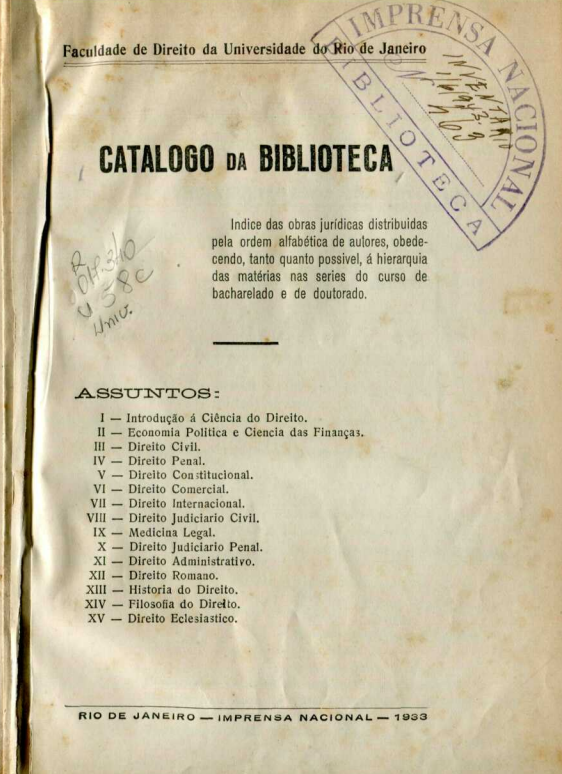 Faculdade de Direito da Universidade do Rio de Janeiro
IMPRENSA NACIONAL
BIBLIOTECA
INVENTARIO
CATALOGO DA BIBLIOTECA
Indice das obras jurídicas distribuidas
pela ordem alfabética de autores, obede-
cendo, tanto quanto possivel, á hierarquia
das matérias nas series do curso de
bacharelado e de doutorado.
R
ASSUNTOS:
I — Introdução á Ciência do Direito.
II — Economia Politica e Ciencia das Finanças.
III — Direito Civil.
IV — Direito Penal.
V — Direito Constitucional.
VI — Direito Comercial.
VII — Direito Internacional.
VIII — Direito Judiciario Civil.
IX — Medicina Legal.
X — Direito Judiciario Penal.
XI — Direito Administrativo.
XII — Direito Romano.
XIII — Historia do Direito.
XIV — Filosofia do Direito.
XV — Direito Eclesiastico.
RIO DE JANEIRO — IMPRENSA NACIONAL — 1933